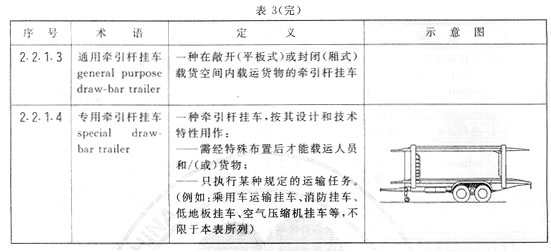 表 3(完)
序 号 术 语 定 义 示 意 图
2.2.1.3 通用牵引杆挂车 一种在敞开(平板式)或封闭(厢式)
general purpose 载货空间内载运货物的牵引杆挂车
draw-bar trailer
2.2.1.4 专用牵引杆挂车 一种牵引杆挂车,按其设计和技术
special draw- 特性用作:
bar trailer ——需经特殊布置后才能载运人员
和/(或)货物;
——只执行某种规定的运输任务。
(例如:乘用车运输挂车、消防挂车、
低地板挂车、空气压缩机挂车等,不
限于本表所列)